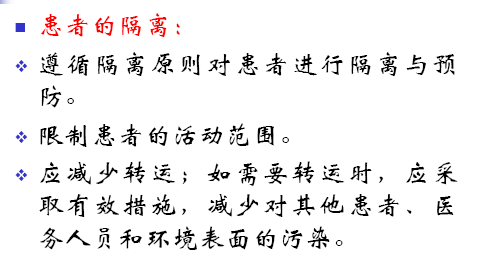 患者的隔离：
遵循隔离原则对患者进行隔离与预
防。
限制患者的活动范围。
应减少转运；如需要转运时，应采
取有效措施，减少对其他患者、医
务人员和环境表面的污染。